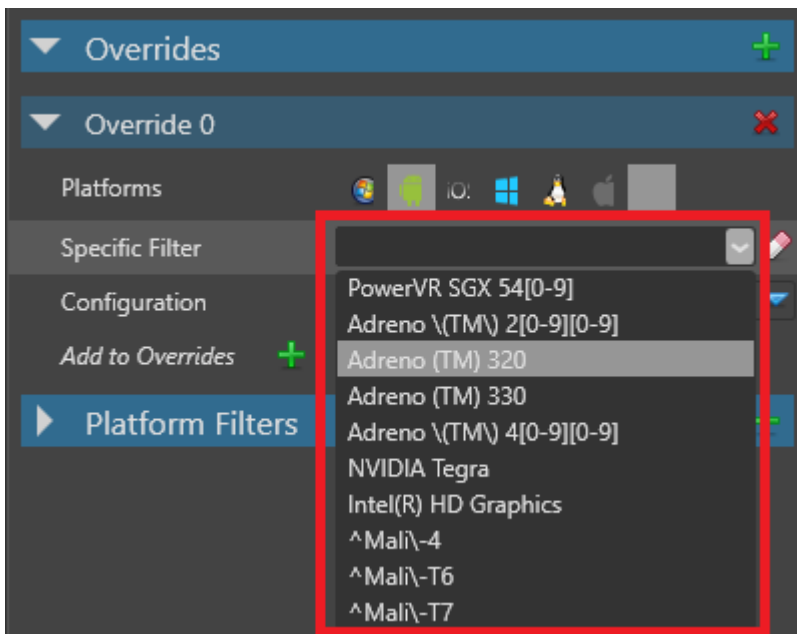 Overrides
Override 0
Platforms
iO:
Specific Filter
PowerVR SGX 54[0-9]
Configuration
Adreno \(TM\) 2[0-9][0-9]
Add to Overrides
Adreno (TM) 320
Adreno (TM) 330
Platform Filters
Adreno \(TM\) 4[0-9][0-9]
NVIDIA Tegra
Intel(R) HD Graphics
^Mali\-4
^Mali\-T6
^Mali\-T7